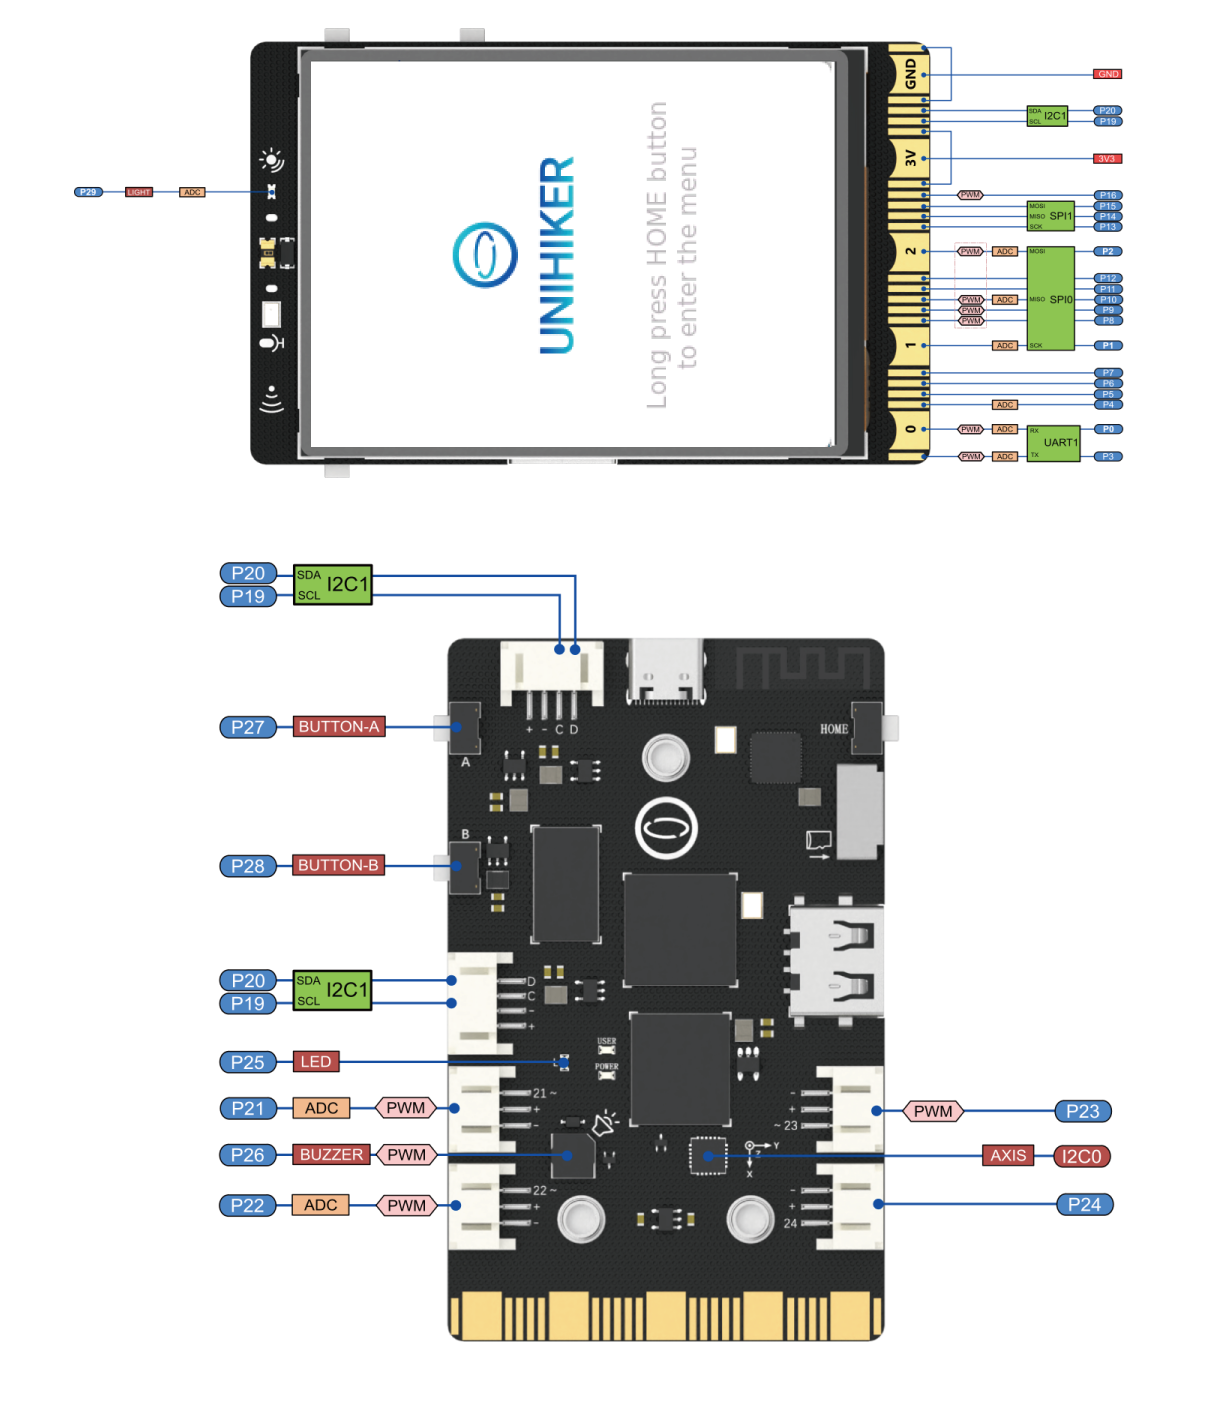 GND
GND
SDA I2C1 P20
SCL P19
3V
3V3
P29 LIGHT ADC
PWM P16
MOSI P15
MISO SPI1 P14
SCK P13
2 PWM ADC MOSI P2
P12
P11
PWM ADC MISO SPI0 P10
PWM P9
PWM P8
1 ADC SCK P1
P7
P6
P5
ADC P4
0 PWM ADC RX P0
UART1
PWM ADC TX P3
UNIHIKER
Long press HOME button
to enter the menu
P20 SDA I2C1
P19 SCL
+ - C D
P27 BUTTON-A
A
HOME
B
P28 BUTTON-B
P20 SDA I2C1 D
P19 SCL C
-
+
P25 LED L
USER
POWER
P21 ADC PWM 21~
+
-
-
+ PWM P23
~23
P26 BUZZER PWM
Y
Z
X
AXIS I2C0
P22 ADC PWM 22~
+
-
-
+ P24
24